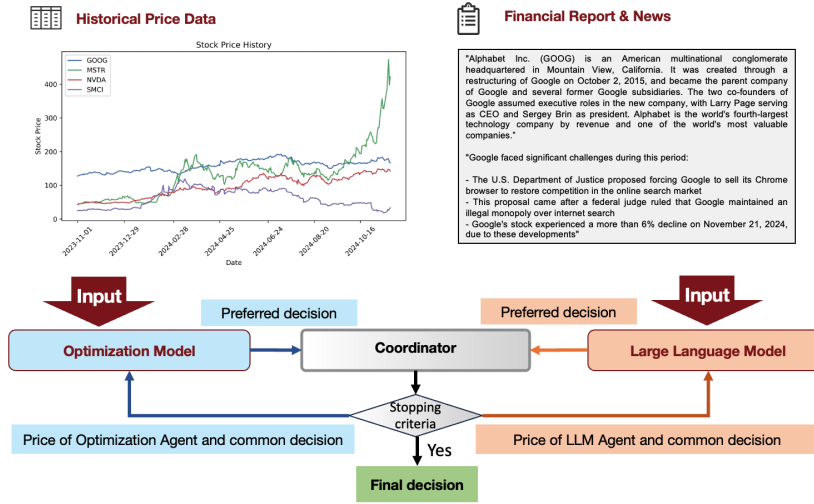 Historical Price Data
Financial Report & News
Stock Price History
GOOG
MSTR
NVDA
SMCI
Stock Price
400
300
200
100
0
2023-11-01
2023-12-29
2024-02-28
2024-04-25
2024-06-24
2024-08-20
2024-10-16
Date
"Alphabet Inc. (GOOG) is an American multinational conglomerate
headquartered in Mountain View, California. It was created through a
restructuring of Google on October 2, 2015, and became the parent company
of Google and several former Google subsidiaries. The two co-founders of
Google assumed executive roles in the new company, with Larry Page serving
as CEO and Sergey Brin as president. Alphabet is the world's fourth-largest
technology company by revenue and one of the world's most valuable
companies."
"Google faced significant challenges during this period:
- The U.S. Department of Justice proposed forcing Google to sell its Chrome
browser to restore competition in the online search market
- This proposal came after a federal judge ruled that Google maintained an
illegal monopoly over internet search
- Google's stock experienced a more than 6% decline on November 21, 2024,
due to these developments"
Input
Input
Preferred decision
Preferred decision
Optimization Model
Coordinator
Large Language Model
Stopping
criteria
Price of Optimization Agent and common decision
Price of LLM Agent and common decision
Yes
Final decision